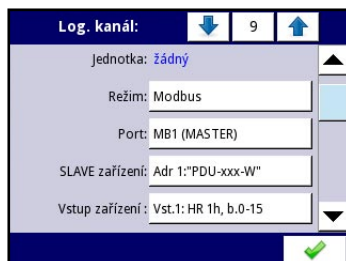 Log. kanál: 9
Jednotka: žádný
Režim: Modbus
Port: MB1 (MASTER)
SLAVE zařízení: Adr 1:"PDU-xxx-W"
Vstup zařízení : Vst.1: HR 1h, b.0-15